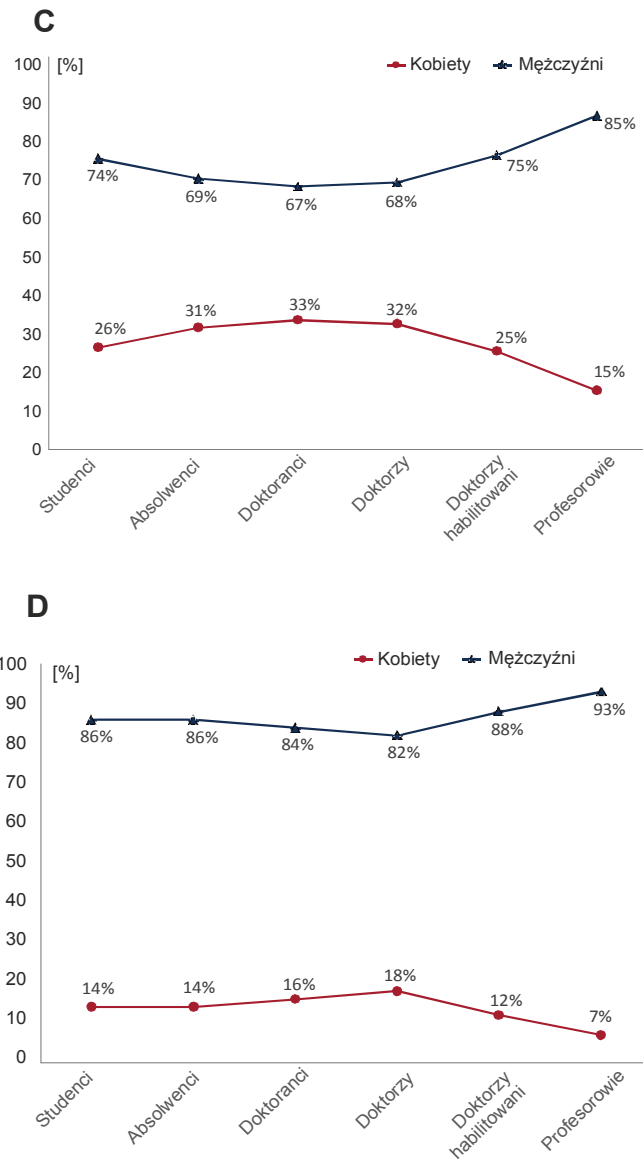 C
100 [%]
Kobiety Mężczyźni
90
80
70
60
50
40
30
20
10
0
74% 69% 67% 68% 75% 85%
26% 31% 33% 32% 25% 15%
Studenci
Absolwenci
Doktoranci
Doktorzy
Doktorzy
habilitowani
Profesorowie
D
100 [%]
Kobiety Mężczyźni
90
80
70
60
50
40
30
20
10
0
86% 86% 84% 82% 88% 93%
14% 14% 16% 18% 12% 7%
Studenci
Absolwenci
Doktoranci
Doktorzy
Doktorzy
habilitowani
Profesorowie